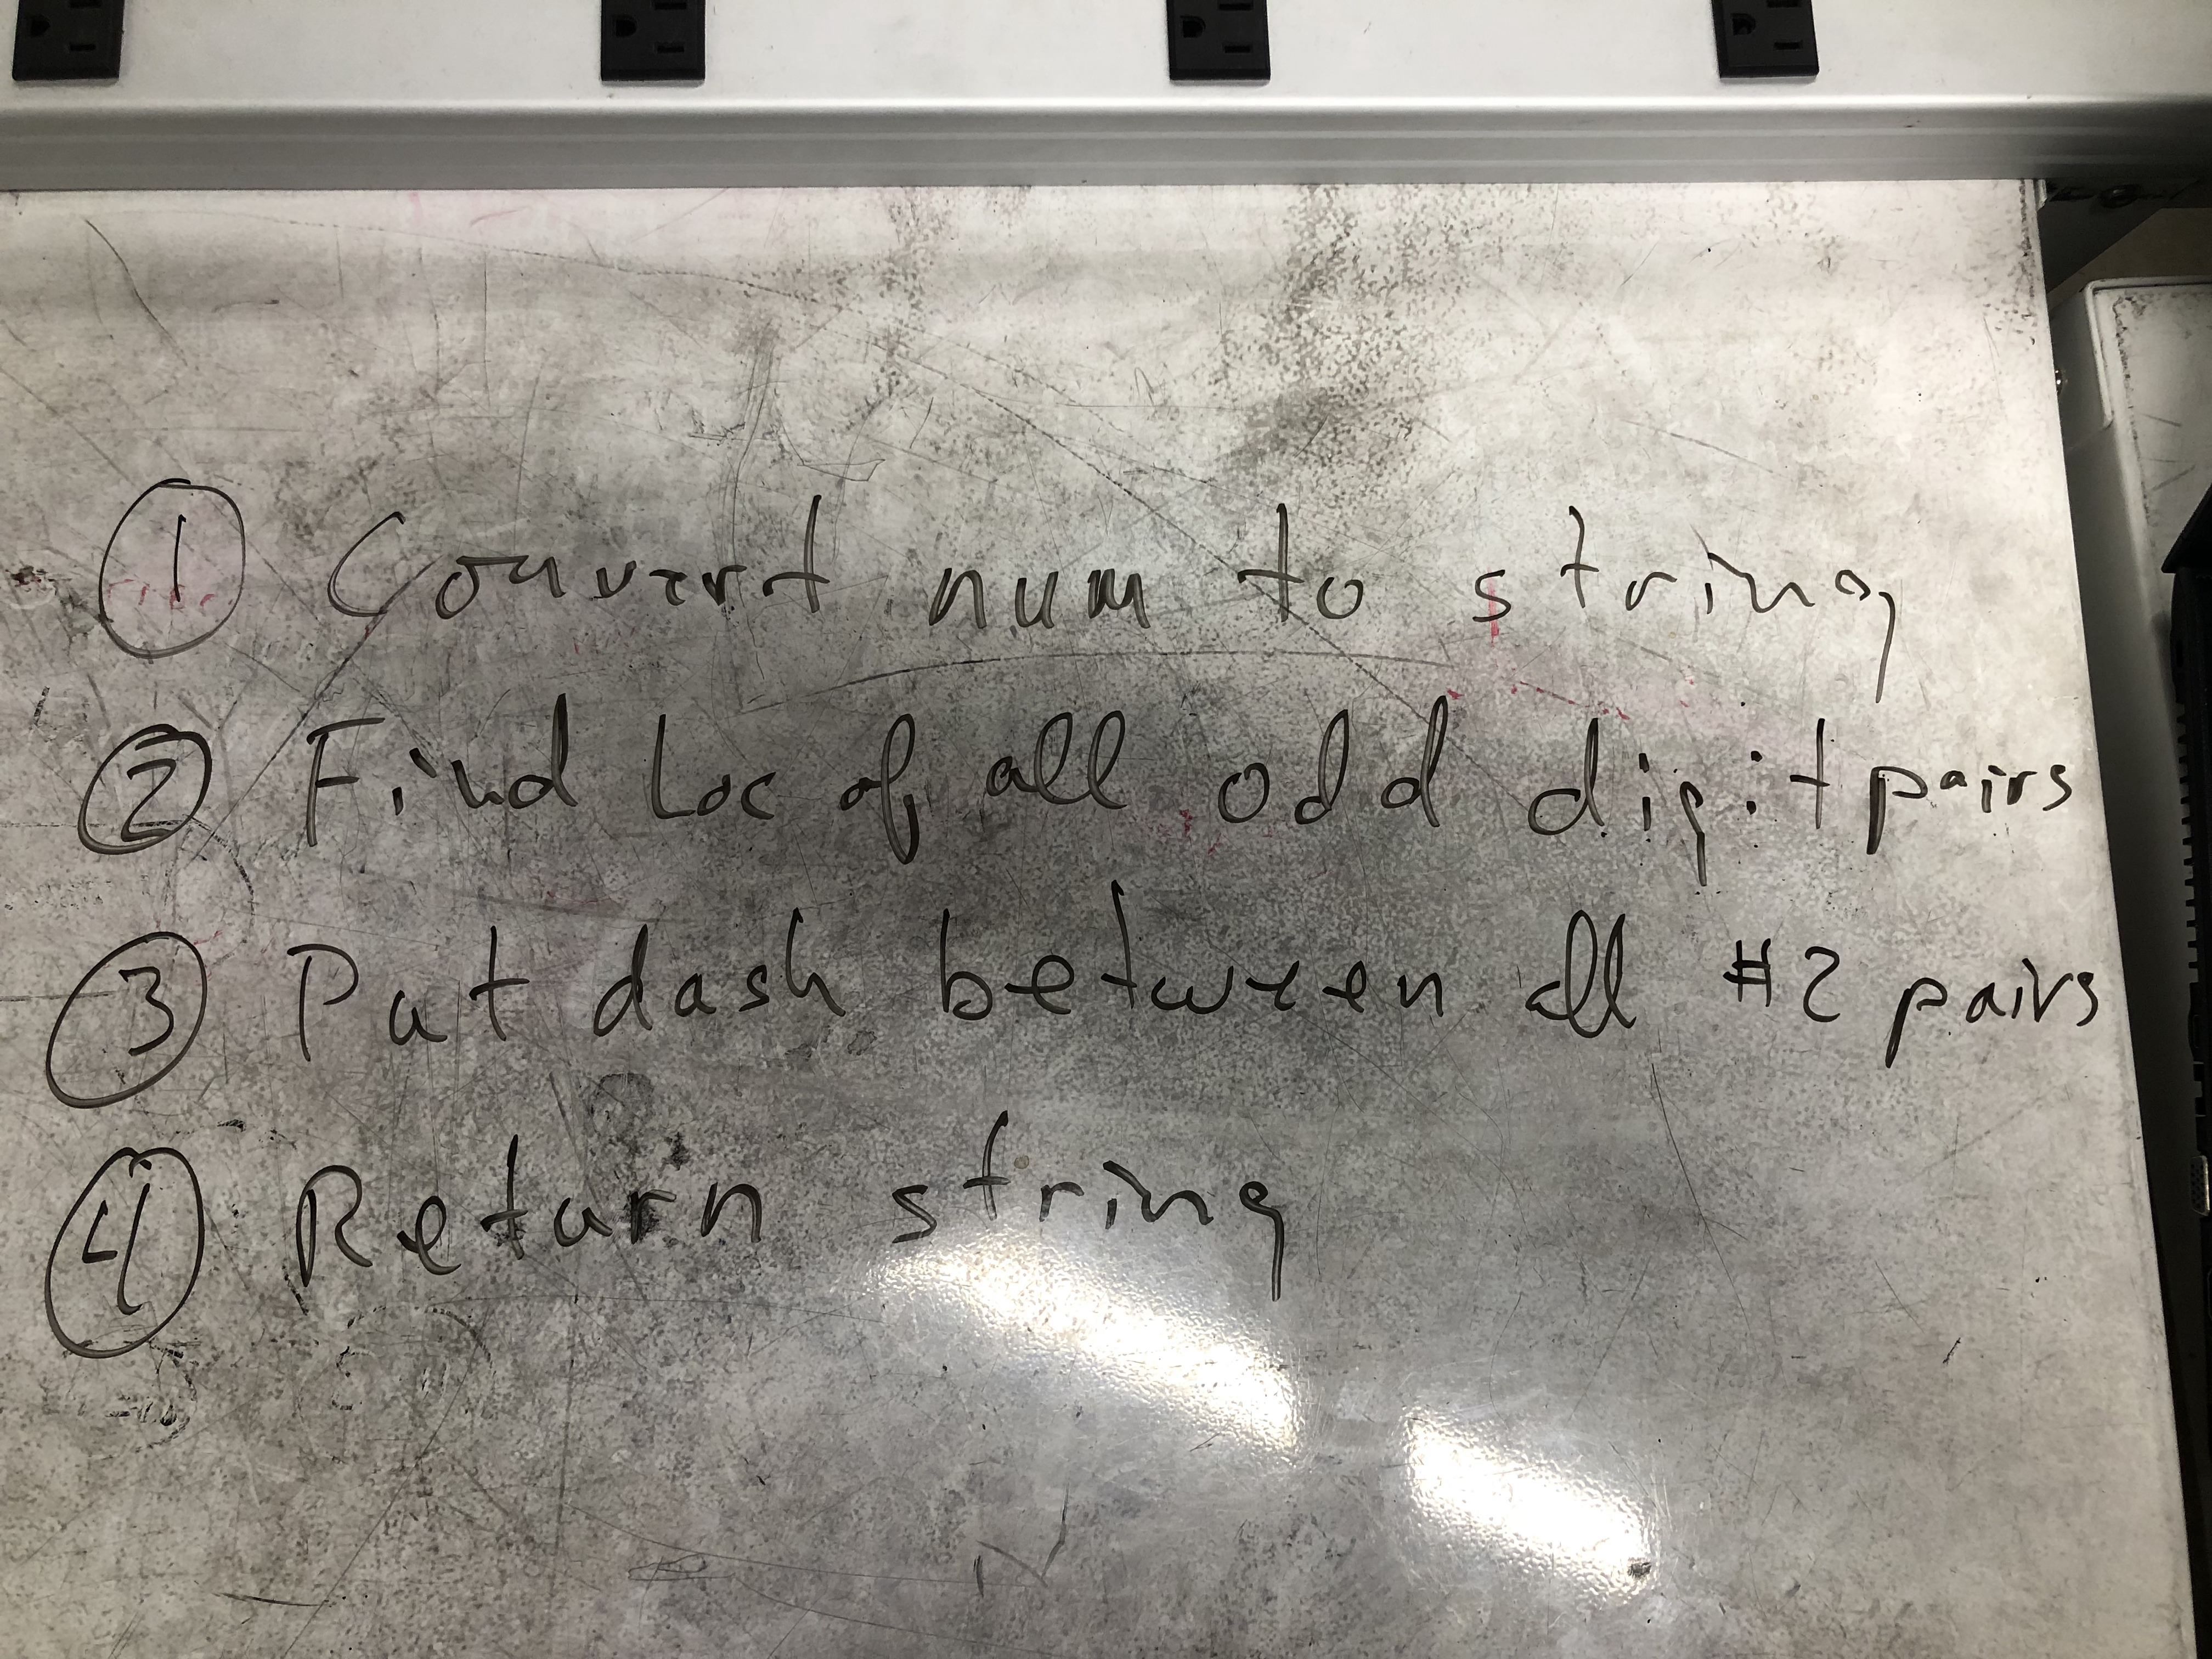 ① Convert num to string
② Find Loc of all odd digit pairs
③ Put dash between all #2 pairs
④ Return string